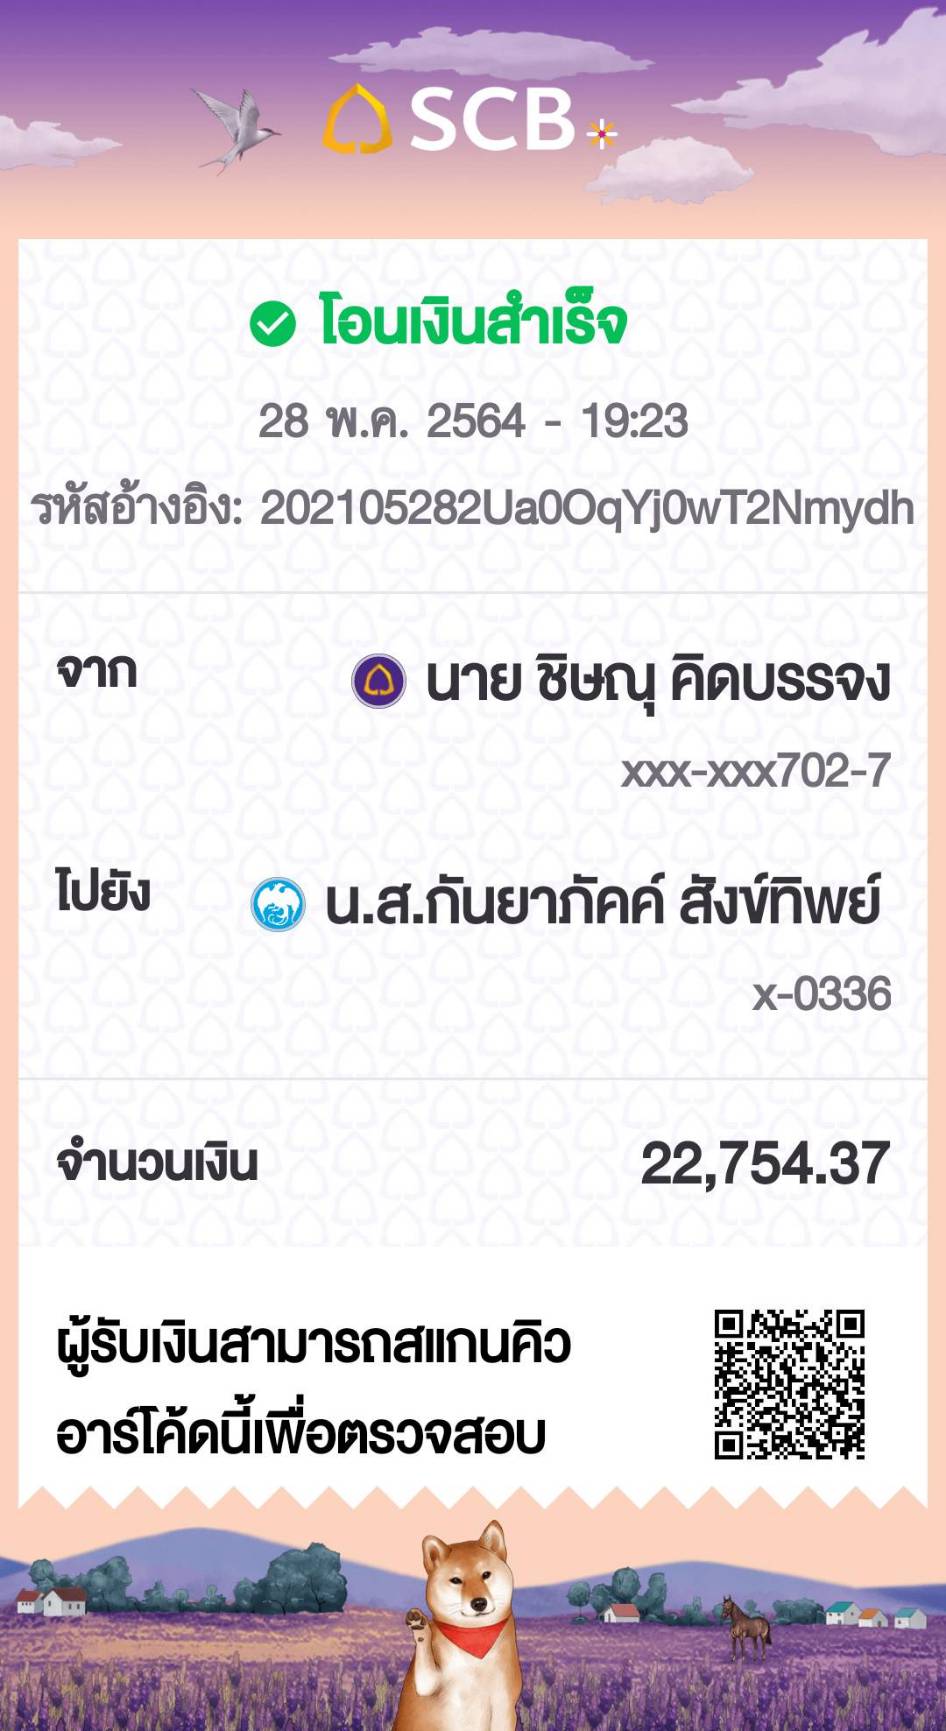 SCB
โอนเงินสำเร็จ
28 พ.ค. 2564 - 19:23
รหัสอ้างอิง: 202105282Ua0OqYj0wT2Nmydh
จาก นาย ชิษณุ คิดบรรจง
xxx-xxx702-7
ไปยัง น.ส.กันยาภัคค์ สังข์ทิพย์
x-0336
จำนวนเงิน 22,754.37
ผู้รับเงินสามารถสแกนคิว
อาร์โค้ดนี้เพื่อตรวจสอบ